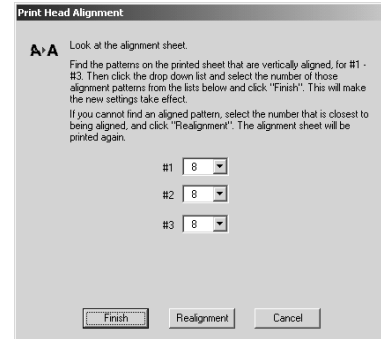 Print Head Alignment
A›A
Look at the alignment sheet.
Find the patterns on the printed sheet that are vertically aligned, for #1 -
#3. Then click the drop down list and select the number of those
alignment patterns from the lists below and click "Finish". This will make
the new settings take effect.
If you cannot find an aligned pattern, select the number that is closest to
being aligned, and click "Realignment". The alignment sheet will be
printed again.
#1 8
#2 8
#3 8
Finish Realignment Cancel